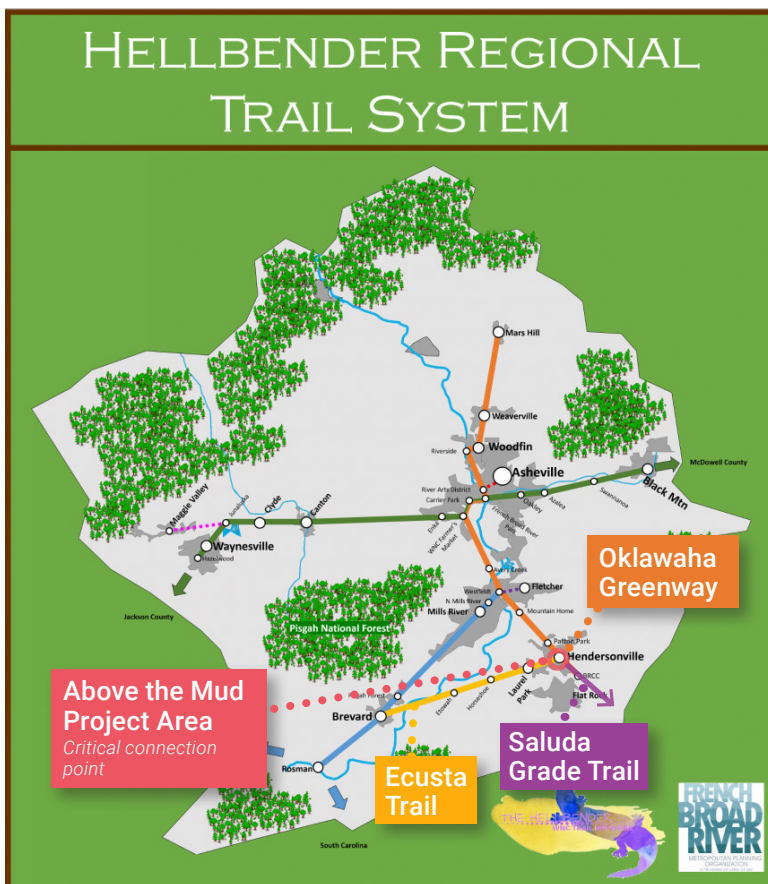 HELLBENDER REGIONAL
TRAIL SYSTEM
Mars Hill
Weaverville
Woodfin
Riverside
Asheville
McDowell County
River Arts District
Carrier Park
Black Mtn
Swannanoa
Azalea
Oakley
French Broad River
Park
Maggie Valley
Junaluska
Clyde
Canton
Enka
WNC Farmer's
Market
Waynesville
Hazelwood
Avery Creek
Oklawaha
Greenway
Westfeldt
Fletcher
N Mills River
Mills River
Mountain Home
Jackson County
Pisgah National Forest
Patton Park
Hendersonville
BRCC
Flat Rock
Laurel
Park
Horseshoe
Etowah
Pisgah Forest
Brevard
Above the Mud
Project Area
Critical connection
point
Rosman
Ecusta
Trail
Saluda
Grade Trail
South Carolina
THE HELLBENDER
FRENCH
BROAD
RIVER
METROPOLITAN PLANNING
ORGANIZATION